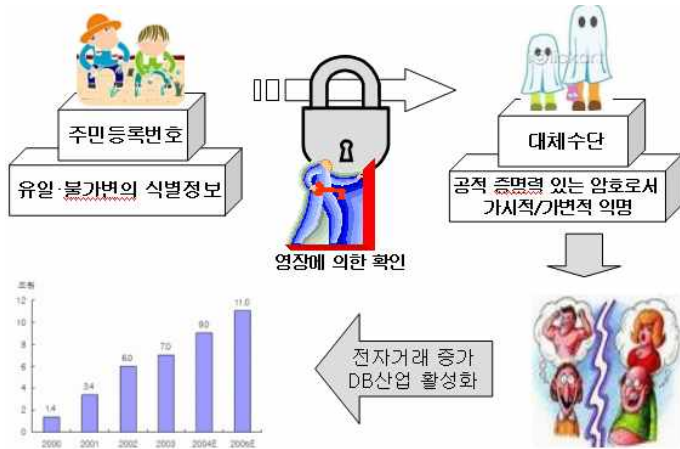 주민등록번호
유일·불가변의 식별정보
영장에 의한 확인
clickart
대체수단
공적 증명력 있는 암호로서
가시적/가변적 익명
전자거래 증가
DB산업 활성화
조원
12
10
8
6
4
2
0
1.4
3.4
6.0
7.0
9.0
11.0
2000
2001
2002
2003
2004E
2006E